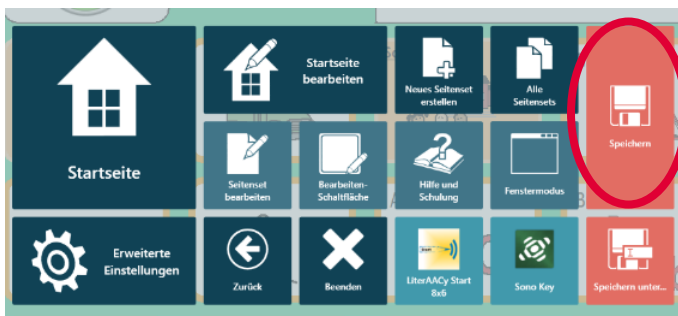 Startseite
Startseite
bearbeiten
Neues Seitenset
erstellen
Alle
Seitensets
Speichern
Seitenset
bearbeiten
Bearbeiten-
Schaltfläche
Hilfe und
Schulung
Fenstermodus
Erweiterte
Einstellungen
Zurück
Beenden
LiterAACy Start
8x6
Sono Key
Speichern unter...